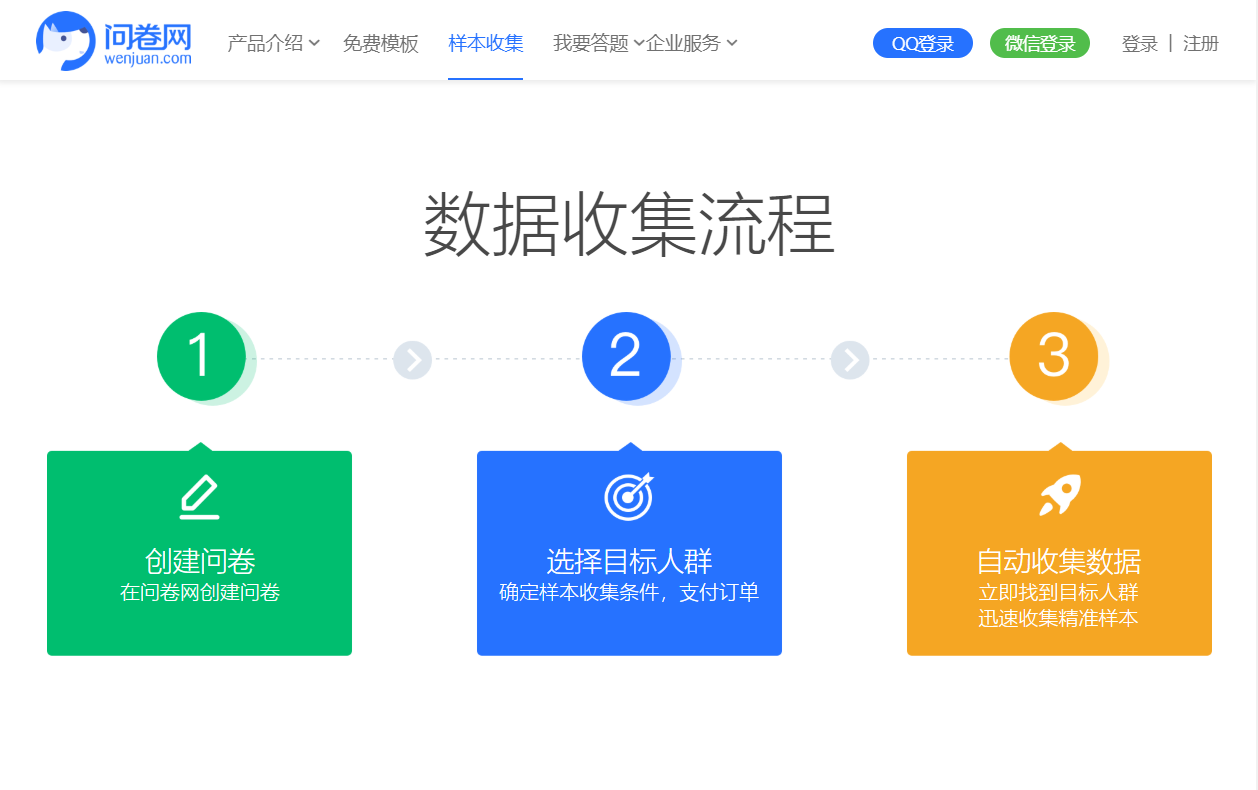 问卷网
wenjuan.com
产品介绍 免费模板 样本收集 我要答题 企业服务 QQ登录 微信登录 登录 | 注册
数据收集流程
1 2 3
创建问卷
在问卷网创建问卷
选择目标人群
确定样本收集条件，支付订单
自动收集数据
立即找到目标人群
迅速收集精准样本